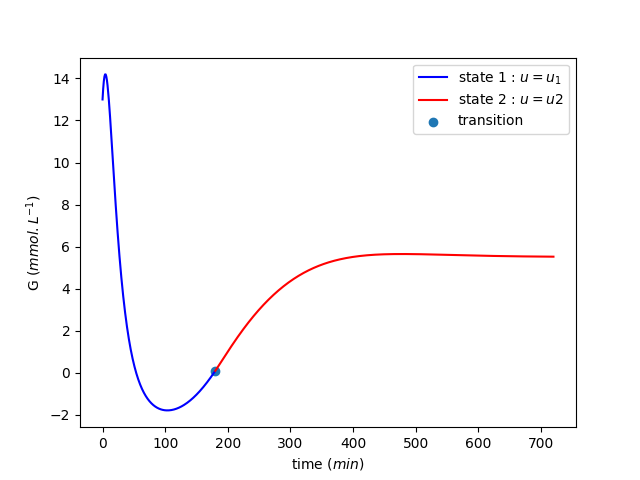 G (mmol.L⁻¹)
14
12
10
8
6
4
2
0
−2
0 100 200 300 400 500 600 700
time (min)
state 1 : u = u₁
state 2 : u = u2
transition